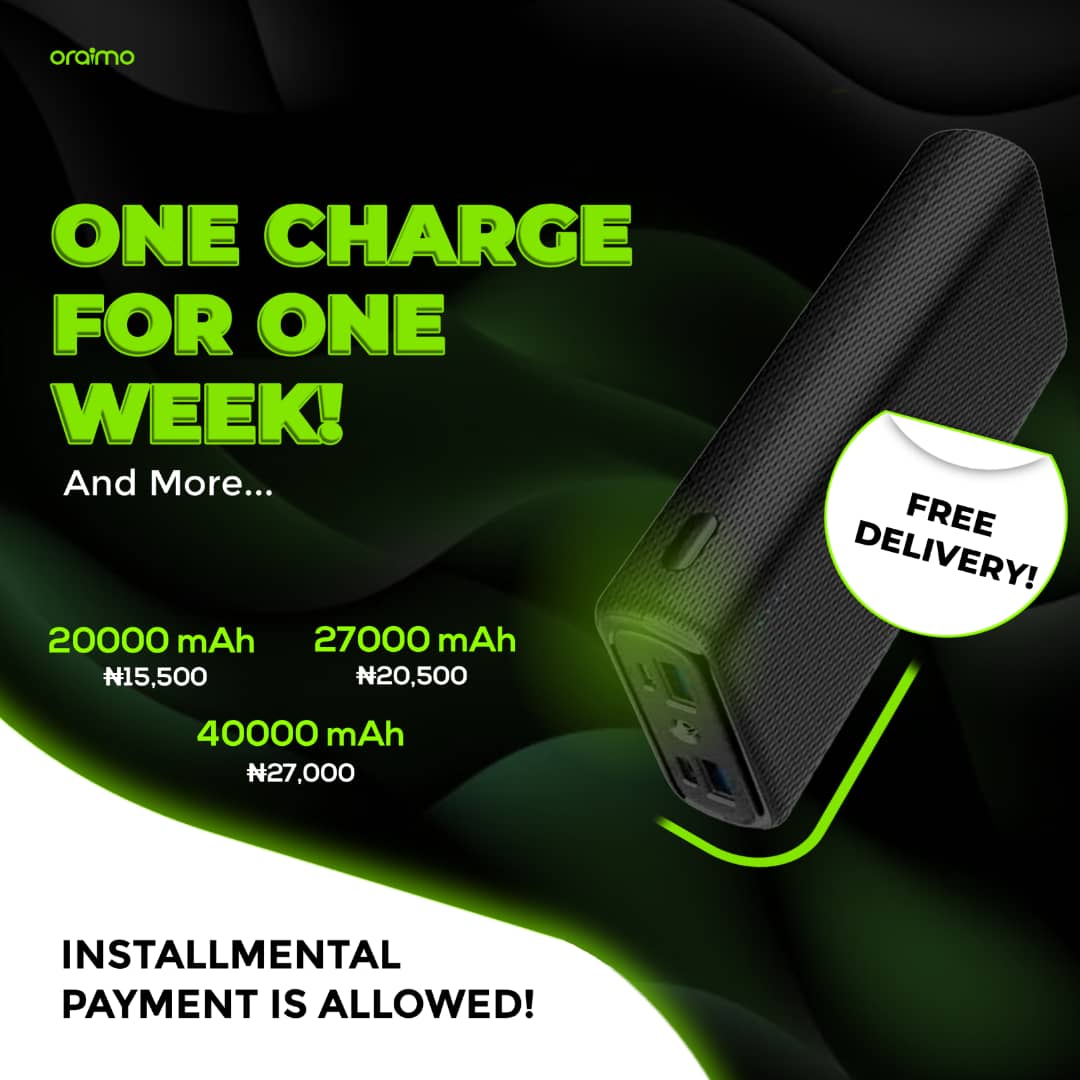 oraimo
ONE CHARGE
FOR ONE
WEEK!
And More...
FREE
DELIVERY!
20000 mAh 27000 mAh
₦15,500 ₦20,500
40000 mAh
₦27,000
INSTALLMENTAL
PAYMENT IS ALLOWED!